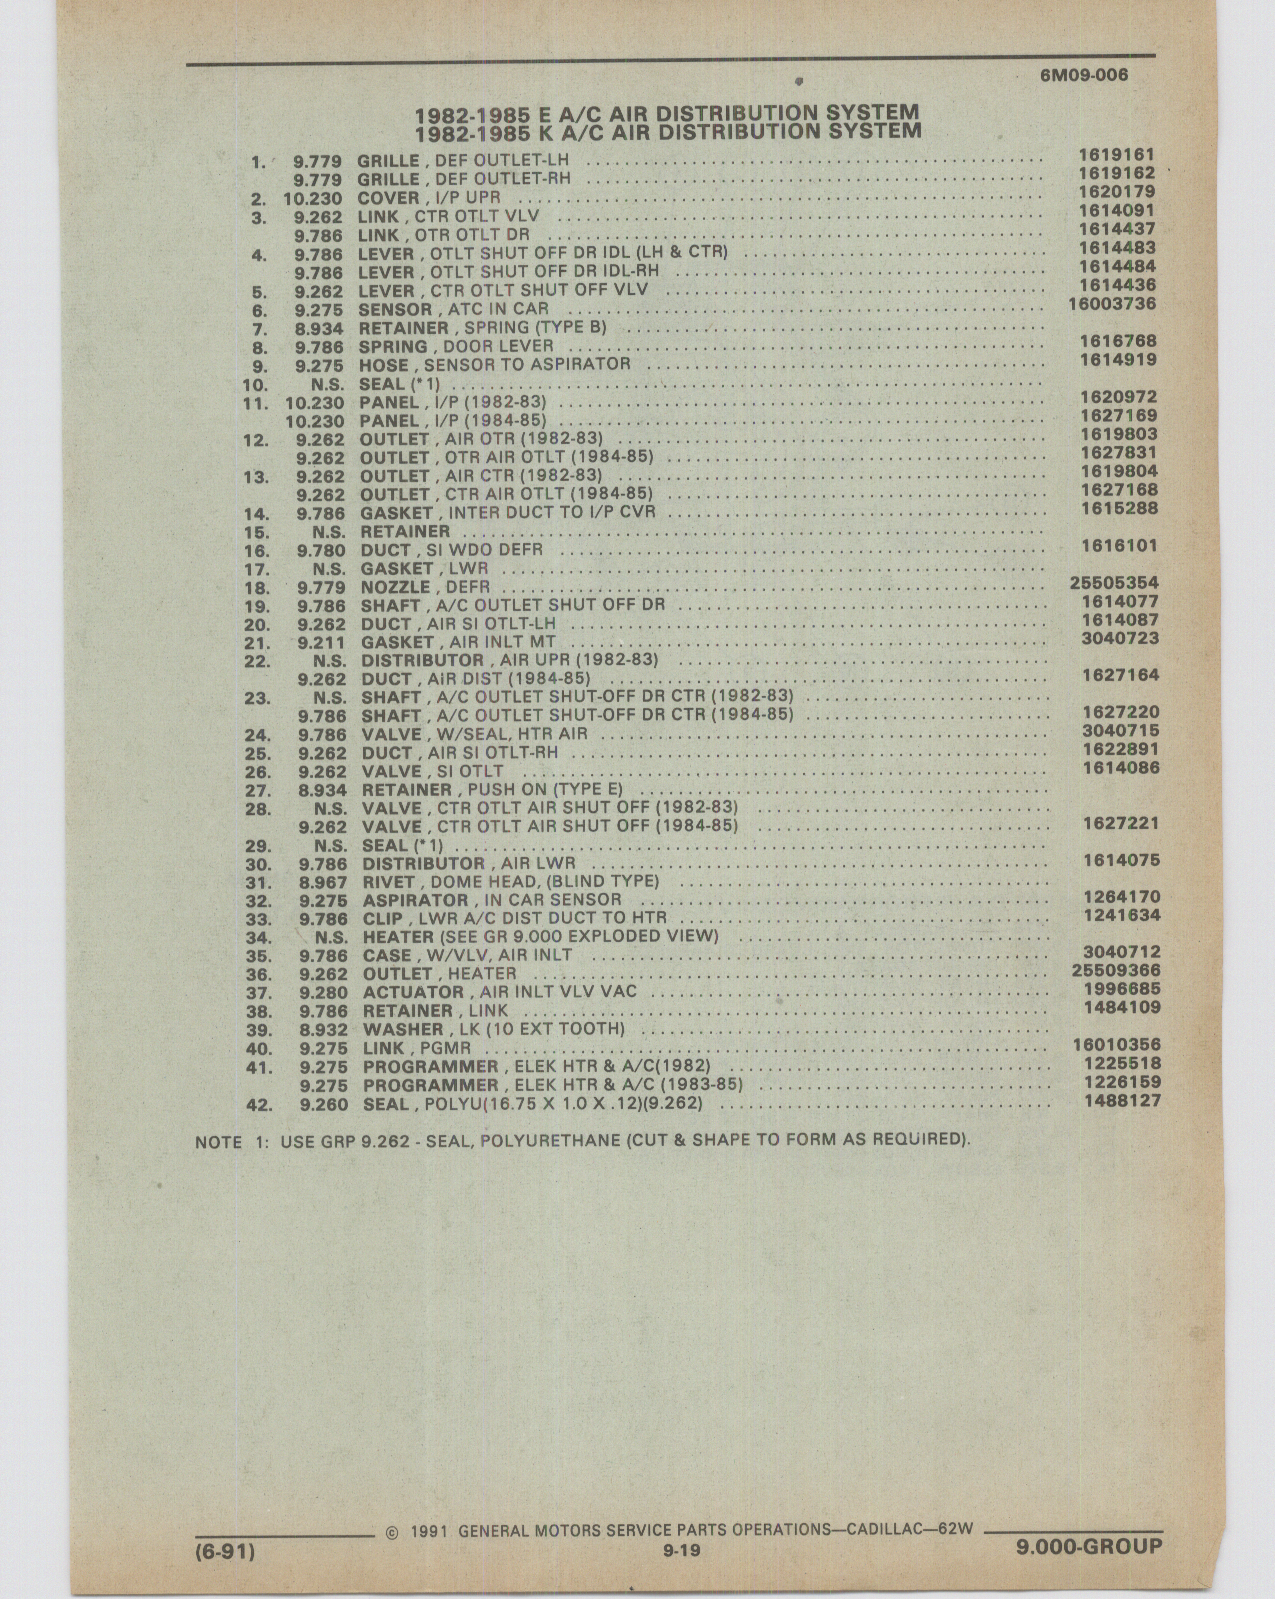 6M09-006
1982-1985 E A/C AIR DISTRIBUTION SYSTEM
1982-1985 K A/C AIR DISTRIBUTION SYSTEM
1. 9.779 GRILLE, DEF OUTLET-LH 1619161
9.779 GRILLE, DEF OUTLET-RH 1619162
2. 10.230 COVER, I/P UPR 1620179
3. 9.262 LINK, CTR OTLT VLV 1614091
9.786 LINK, OTR OTLT DR 1614437
4. 9.786 LEVER, OTLT SHUT OFF DR IDL (LH & CTR) 1614483
9.786 LEVER, OTLT SHUT OFF DR IDL-RH 1614484
5. 9.262 LEVER, CTR OTLT SHUT OFF VLV 1614436
6. 9.275 SENSOR, ATC IN CAR 16003736
7. 8.934 RETAINER, SPRING (TYPE B)
8. 9.786 SPRING, DOOR LEVER 1616768
9. 9.275 HOSE, SENSOR TO ASPIRATOR 1614919
10. N.S. SEAL (*1)
11. 10.230 PANEL, I/P (1982-83) 1620972
10.230 PANEL, I/P (1984-85) 1627169
12. 9.262 OUTLET, AIR OTR (1982-83) 1619803
9.262 OUTLET, OTR AIR OTLT (1984-85) 1627831
13. 9.262 OUTLET, AIR CTR (1982-83) 1619804
9.262 OUTLET, CTR AIR OTLT (1984-85) 1627168
14. 9.786 GASKET, INTER DUCT TO I/P CVR 1615288
15. N.S. RETAINER
16. 9.780 DUCT, SI WDO DEFR 1616101
17. N.S. GASKET, LWR
18. 9.779 NOZZLE, DEFR 25505354
19. 9.786 SHAFT, A/C OUTLET SHUT OFF DR 1614077
20. 9.262 DUCT, AIR SI OTLT-LH 1614087
21. 9.211 GASKET, AIR INLT MT 3040723
22. N.S. DISTRIBUTOR, AIR UPR (1982-83)
9.262 DUCT, AIR DIST (1984-85) 1627164
23. N.S. SHAFT, A/C OUTLET SHUT-OFF DR CTR (1982-83)
9.786 SHAFT, A/C OUTLET SHUT-OFF DR CTR (1984-85) 1627220
24. 9.786 VALVE, W/SEAL, HTR AIR 3040715
25. 9.262 DUCT, AIR SI OTLT-RH 1622891
26. 9.262 VALVE, SI OTLT 1614086
27. 8.934 RETAINER, PUSH ON (TYPE E)
28. N.S. VALVE, CTR OTLT AIR SHUT OFF (1982-83)
9.262 VALVE, CTR OTLT AIR SHUT OFF (1984-85) 1627221
29. N.S. SEAL (*1)
30. 9.786 DISTRIBUTOR, AIR LWR 1614075
31. 8.967 RIVET, DOME HEAD, (BLIND TYPE)
32. 9.275 ASPIRATOR, IN CAR SENSOR 1264170
33. 9.786 CLIP, LWR A/C DIST DUCT TO HTR 1241634
34. N.S. HEATER (SEE GR 9.000 EXPLODED VIEW)
35. 9.786 CASE, W/VLV, AIR INLT 3040712
36. 9.262 OUTLET, HEATER 25509366
37. 9.280 ACTUATOR, AIR INLT VLV VAC 1996685
38. 9.786 RETAINER, LINK 1484109
39. 8.932 WASHER, LK (10 EXT TOOTH)
40. 9.275 LINK, PGMR 16010356
41. 9.275 PROGRAMMER, ELEK HTR & A/C(1982) 1225518
9.275 PROGRAMMER, ELEK HTR & A/C (1983-85) 1226159
42. 9.260 SEAL, POLYU(16.75 X 1.0 X .12)(9.262) 1488127
NOTE 1: USE GRP 9.262 - SEAL, POLYURETHANE (CUT & SHAPE TO FORM AS REQUIRED).
© 1991 GENERAL MOTORS SERVICE PARTS OPERATIONS—CADILLAC—62W
(6-91) 9-19 9.000-GROUP